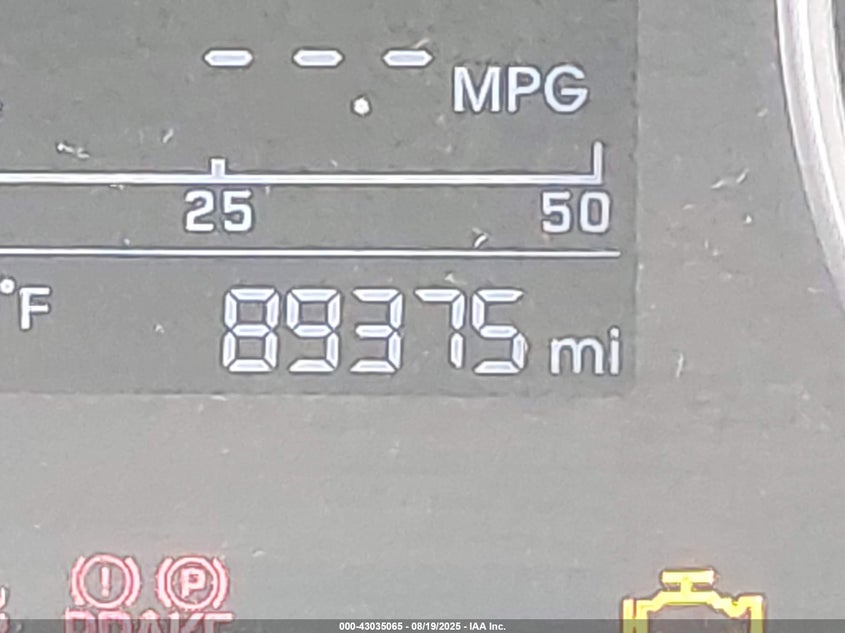 --.- MPG
25 50
°F 89375 mi
! P
BRAKE
000-43035065 - 08/19/2025 - IAA Inc.